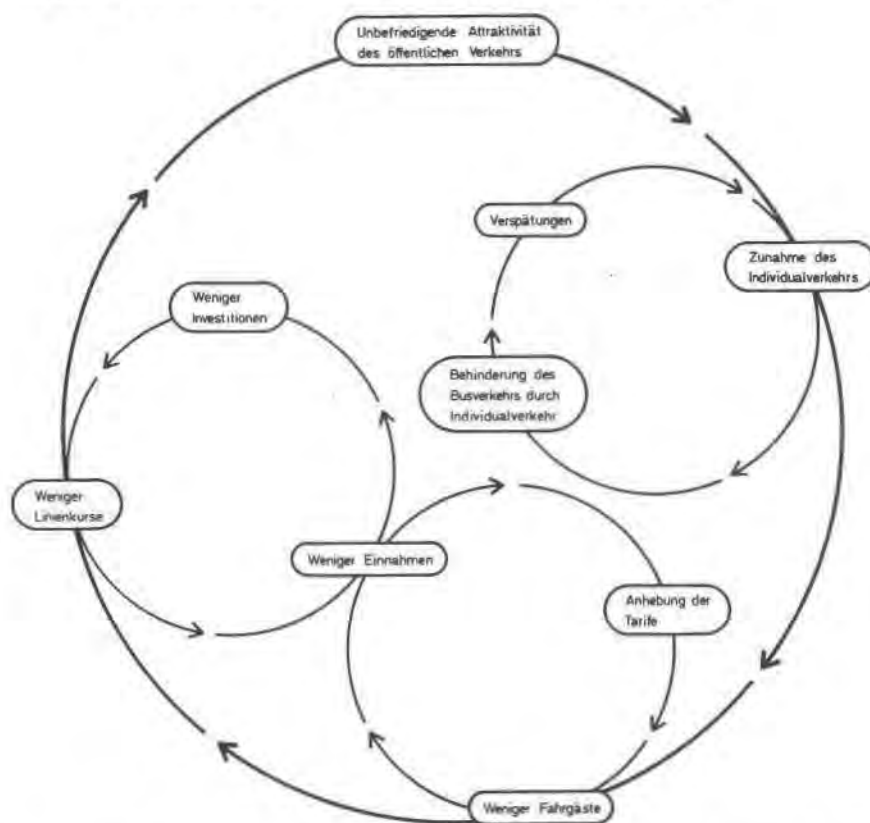 Unbefriedigende Attraktivität
des öffentlichen Verkehrs
Verspätungen
Zunahme des
Individualverkehrs
Weniger
Investitionen
Behinderung des
Busverkehrs durch
Individualverkehr
Weniger
Linienkurse
Weniger Einnahmen
Anhebung der
Tarife
Weniger Fahrgäste